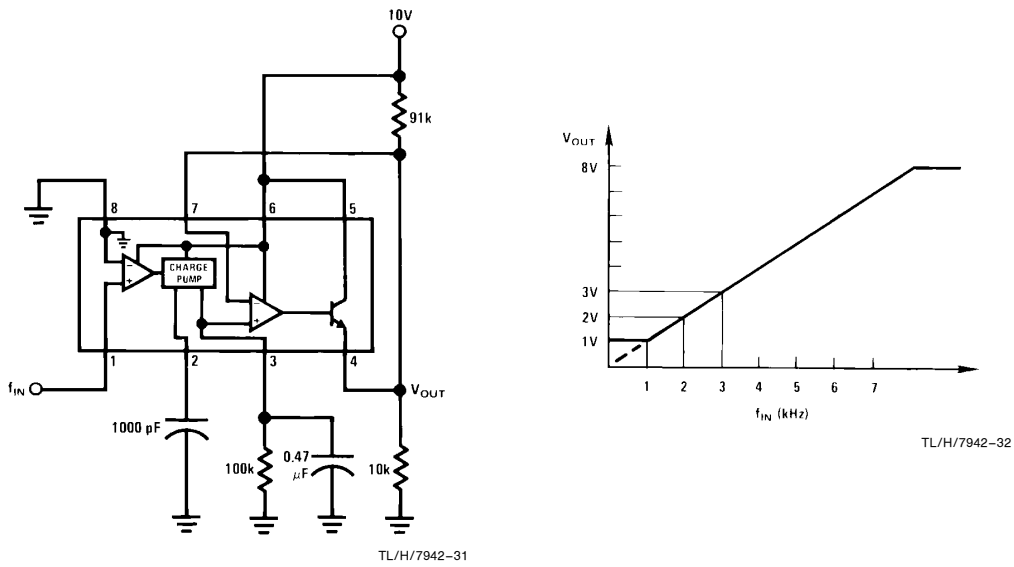 10V
91k
8 7 6 5
CHARGE
PUMP
−
+
−
+
1 2 3 4
fIN
VOUT
1000 pF
100k
0.47
μF
10k
TL/H/7942–31
VOUT
8V
3V
2V
1V
1 2 3 4 5 6 7
fIN (kHz)
TL/H/7942–32